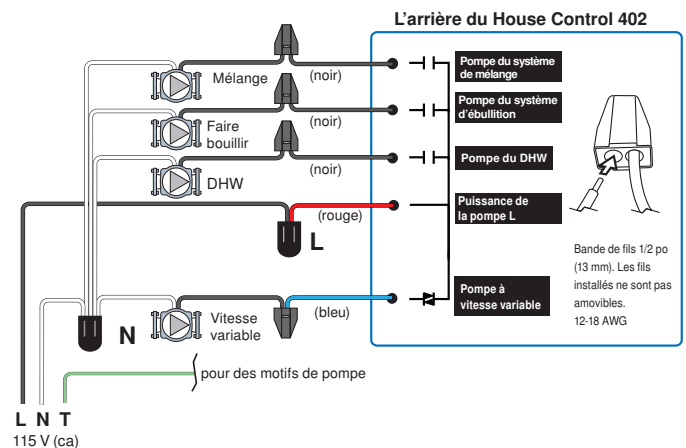 L'arrière du House Control 402
Mélange
(noir)
Pompe du système
de mélange
Faire
bouillir
(noir)
Pompe du système
d'ébullition
DHW
(noir)
Pompe du DHW
L
(rouge)
Puissance de
la pompe L
Bande de fils 1/2 po
(13 mm). Les fils
installés ne sont pas
amovibles.
12-18 AWG
N
Vitesse
variable
(bleu)
Pompe à
vitesse variable
pour des motifs de pompe
L N T
115 V (ca)